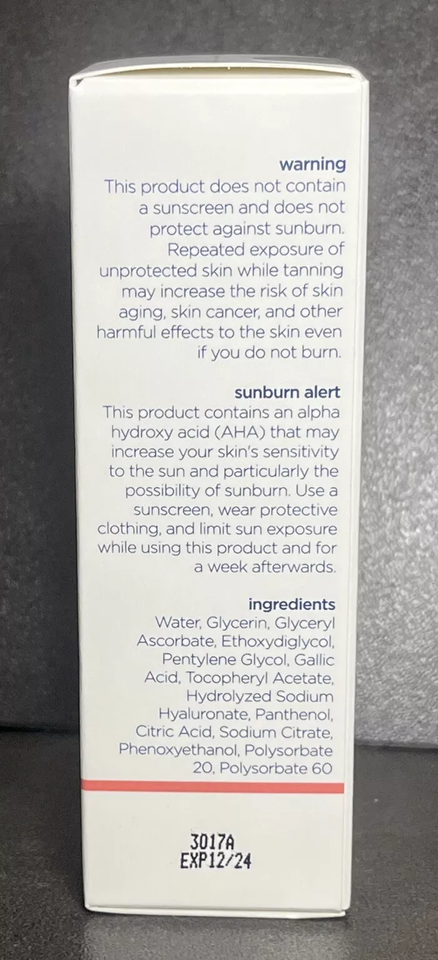 warning
This product does not contain
a sunscreen and does not
protect against sunburn.
Repeated exposure of
unprotected skin while tanning
may increase the risk of skin
aging, skin cancer, and other
harmful effects to the skin even
if you do not burn.
sunburn alert
This product contains an alpha
hydroxy acid (AHA) that may
increase your skin's sensitivity
to the sun and particularly the
possibility of sunburn. Use a
sunscreen, wear protective
clothing, and limit sun exposure
while using this product and for
a week afterwards.
ingredients
Water, Glycerin, Glyceryl
Ascorbate, Ethoxydiglycol,
Pentylene Glycol, Gallic
Acid, Tocopheryl Acetate,
Hydrolyzed Sodium
Hyaluronate, Panthenol,
Citric Acid, Sodium Citrate,
Phenoxyethanol, Polysorbate
20, Polysorbate 60
3017A
EXP12/24